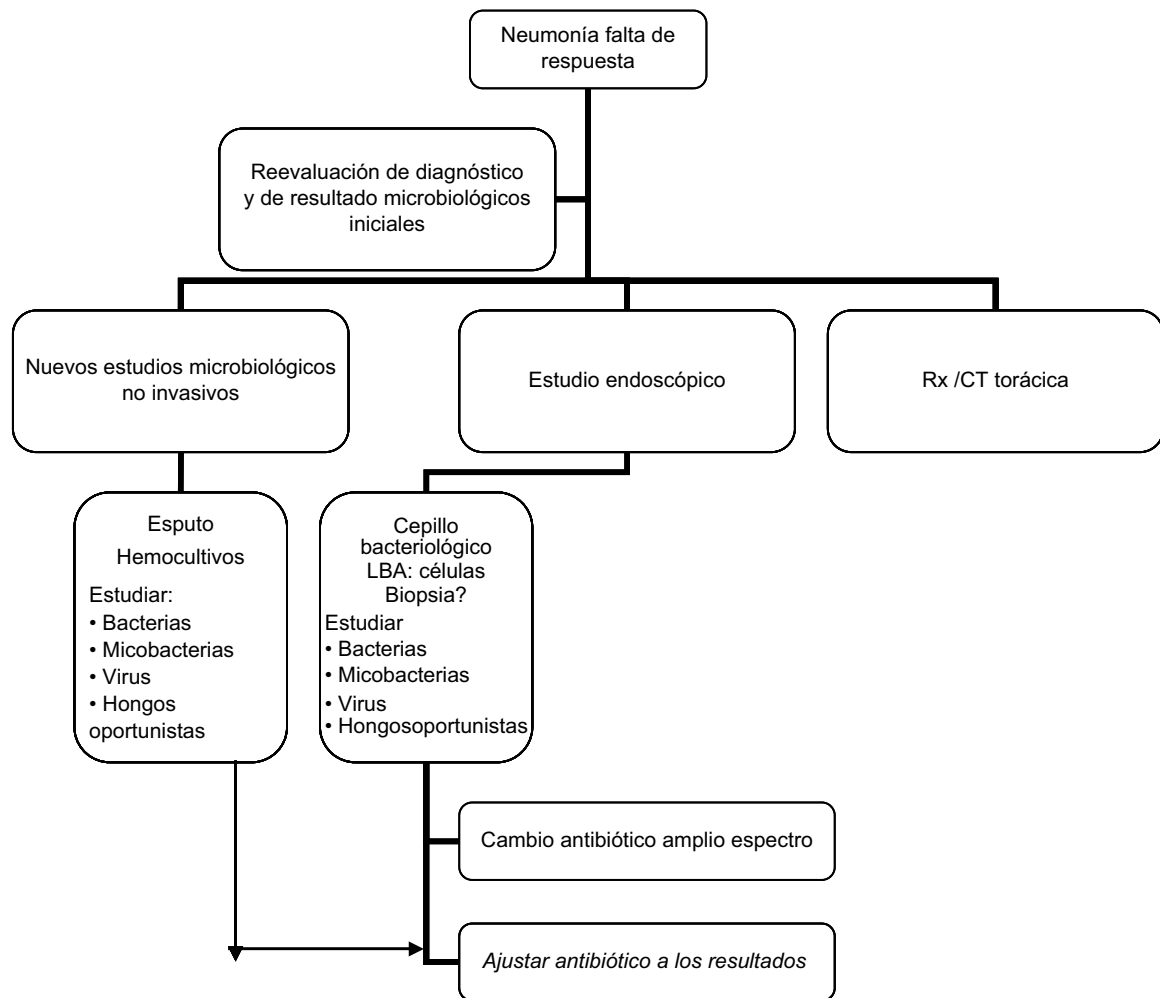 Neumonía falta de
respuesta
Reevaluación de diagnóstico
y de resultado microbiológicos
iniciales
Nuevos estudios microbiológicos
no invasivos
Estudio endoscópico
Rx /CT torácica
Esputo
Hemocultivos
Estudiar:
• Bacterias
• Micobacterias
• Virus
• Hongos
oportunistas
Cepillo
bacteriológico
LBA: células
Biopsia?
Estudiar
• Bacterias
• Micobacterias
• Virus
• Hongosoportunistas
Cambio antibiótico amplio espectro
Ajustar antibiótico a los resultados